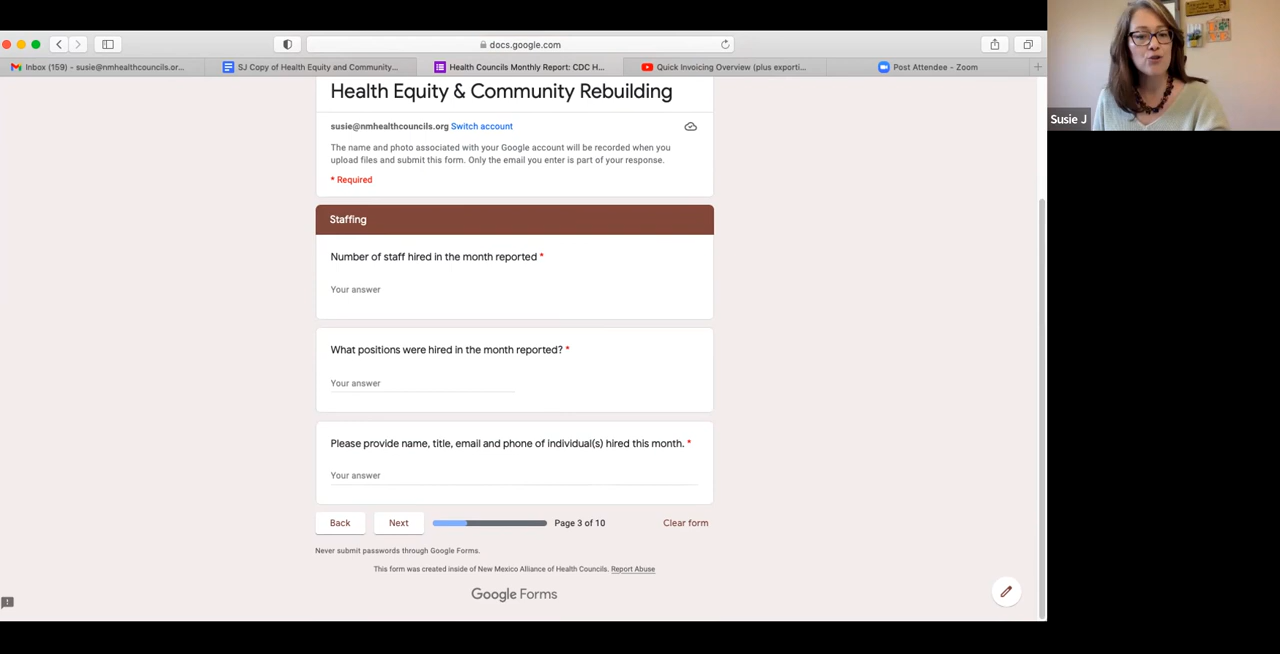 docs.google.com
Inbox (159) - susie@nmhealthcouncils.or...
SJ Copy of Health Equity and Community...
Health Councils Monthly Report: CDC H...
Quick Invoicing Overview (plus exporti...
Post Attendee - Zoom
Susie J
Health Equity & Community Rebuilding
susie@nmhealthcouncils.org Switch account
The name and photo associated with your Google account will be recorded when you
upload files and submit this form. Only the email you enter is part of your response.
* Required
Staffing
Number of staff hired in the month reported *
Your answer
What positions were hired in the month reported? *
Your answer
Please provide name, title, email and phone of individual(s) hired this month. *
Your answer
Back Next Page 3 of 10 Clear form
Never submit passwords through Google Forms.
This form was created inside of New Mexico Alliance of Health Councils. Report Abuse
Google Forms